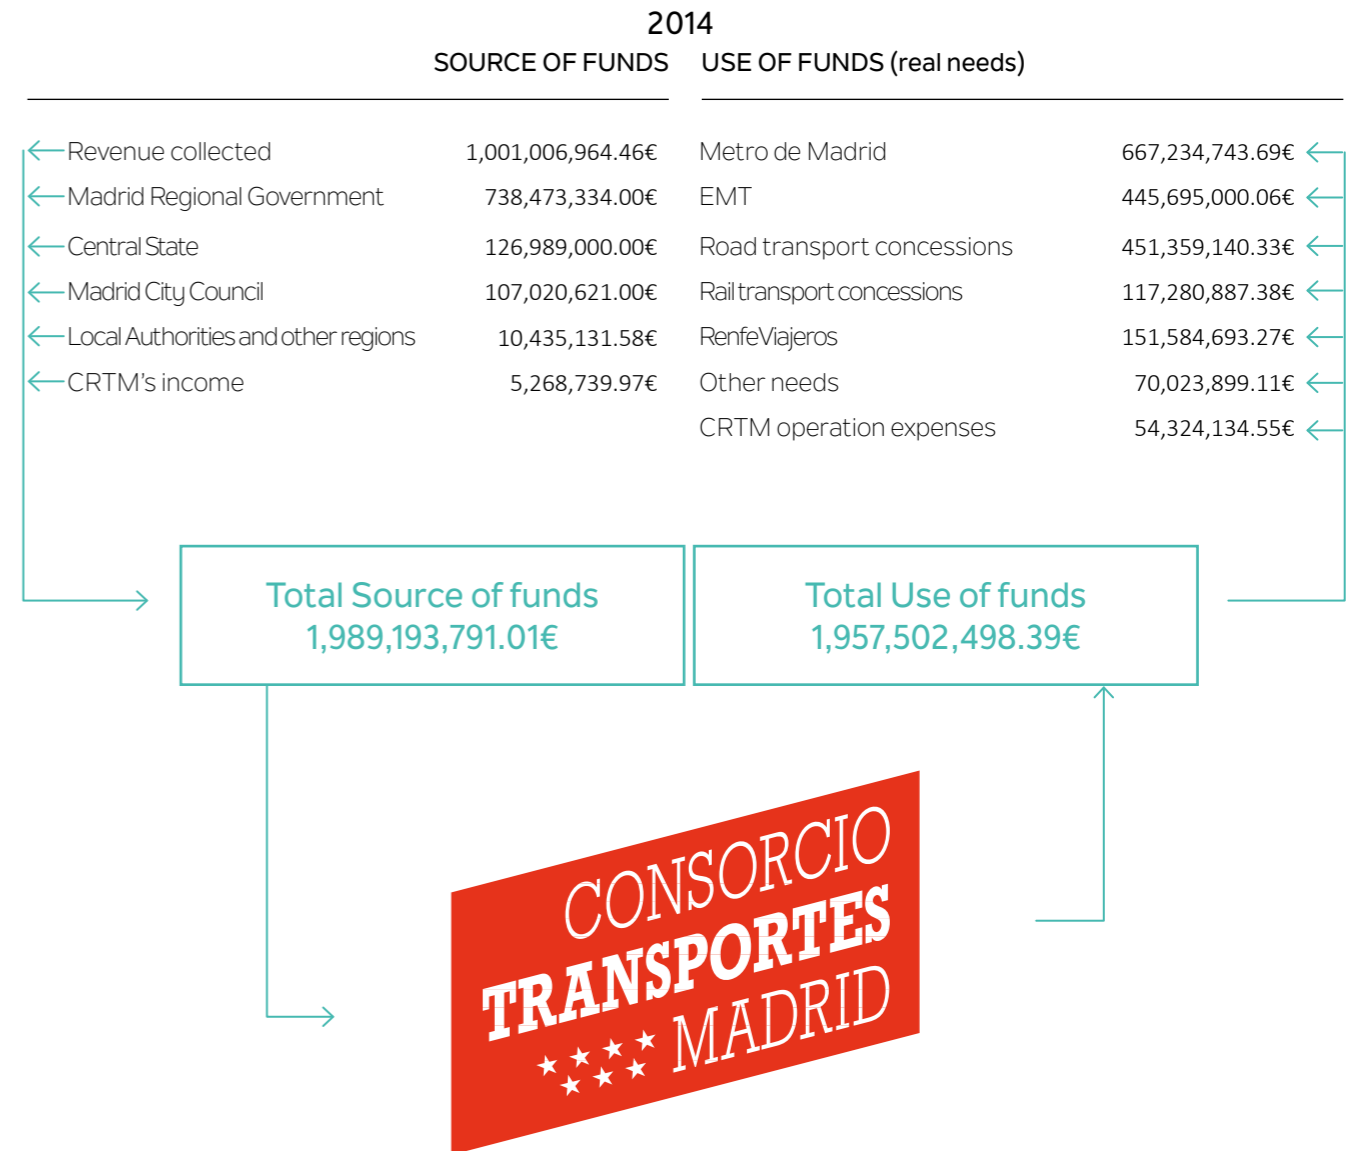 2014
SOURCE OF FUNDS
Revenue collected 1,001,006,964.46€
Madrid Regional Government 738,473,334.00€
Central State 126,989,000.00€
Madrid City Council 107,020,621.00€
Local Authorities and other regions 10,435,131.58€
CRTM's income 5,268,739.97€
USE OF FUNDS (real needs)
Metro de Madrid 667,234,743.69€
EMT 445,695,000.06€
Road transport concessions 451,359,140.33€
Rail transport concessions 117,280,887.38€
RenfeViajeros 151,584,693.27€
Other needs 70,023,899.11€
CRTM operation expenses 54,324,134.55€
Total Source of funds
1,989,193,791.01€
Total Use of funds
1,957,502,498.39€
CONSORCIO
TRANSPORTES
MADRID